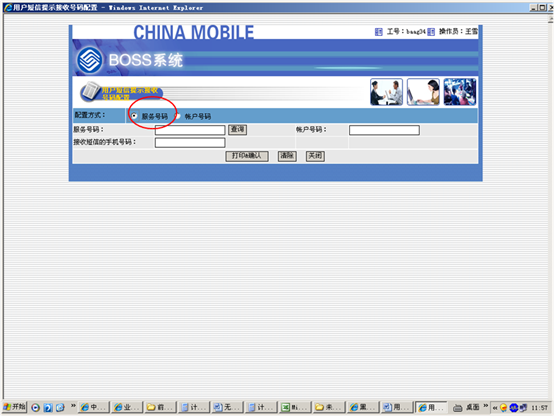 用户短信提示接收号码配置 - Windows Internet Explorer
CHINA MOBILE
工号：haag34 操作员：王雪
BOSS系统
用户短信提示接收
号码配置
配置方式： 服务号码 帐户号码
服务号码： 查询 帐户号码：
接收短信的手机号码：
打印&确认 清除 关闭
开始 中... 业... 前... 计... 无... 计... Mi... 未... 黑... 用... 用... 桌面 11:57